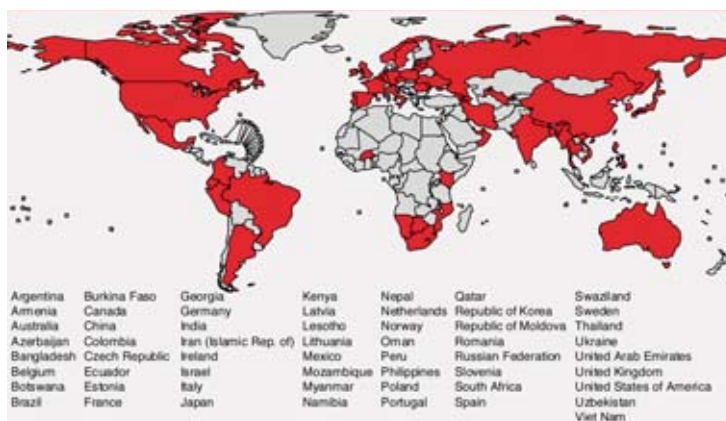 Argentina Burkina Faso Georgia Kenya Nepal Qatar Swaziland
Armenia Canada Germany Latvia Netherlands Republic of Korea Sweden
Australia China India Lesotho Norway Republic of Moldova Thailand
Azerbaijan Colombia Iran (Islamic Rep. of) Lithuania Oman Romania Ukraine
Bangladesh Czech Republic Ireland Mexico Peru Russian Federation United Arab Emirates
Belgium Ecuador Israel Mozambique Philippines Slovenia United Kingdom
Botswana Estonia Italy Myanmar Poland South Africa United States of America
Brazil France Japan Namibia Portugal Spain Uzbekistan
Viet Nam